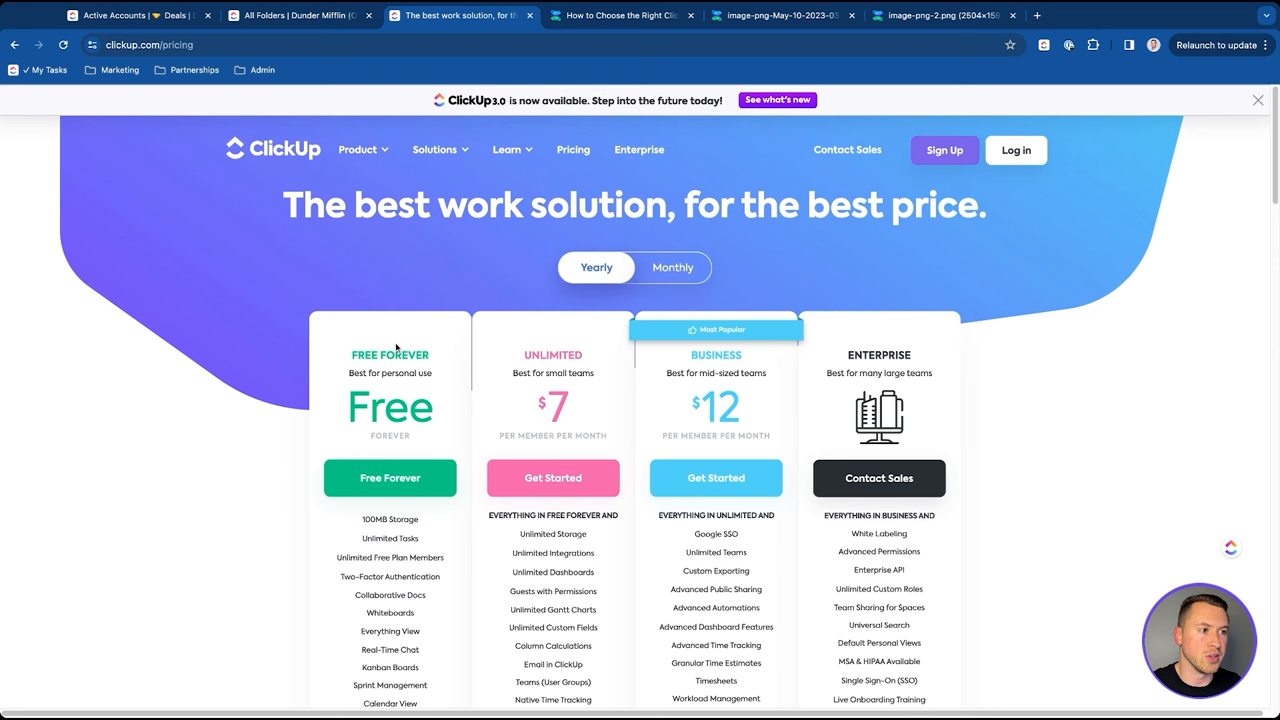 Active Accounts | 🤝 Deals |
All Folders | Dunder Mifflin (C
The best work solution, for th
How to Choose the Right Clic
image-png-May-10-2023-03
image-png-2.png (2504×159
clickup.com/pricing
Relaunch to update
✓ My Tasks
Marketing
Partnerships
Admin
ClickUp 3.0 is now available. Step into the future today!
See what's new
ClickUp
Product
Solutions
Learn
Pricing
Enterprise
Contact Sales
Sign Up
Log in
The best work solution, for the best price.
Yearly
Monthly
FREE FOREVER
Best for personal use
Free
FOREVER
Free Forever
100MB Storage
Unlimited Tasks
Unlimited Free Plan Members
Two-Factor Authentication
Collaborative Docs
Whiteboards
Everything View
Real-Time Chat
Kanban Boards
Sprint Management
Calendar View
UNLIMITED
Best for small teams
$7
PER MEMBER PER MONTH
Get Started
EVERYTHING IN FREE FOREVER AND
Unlimited Storage
Unlimited Integrations
Unlimited Dashboards
Guests with Permissions
Unlimited Gantt Charts
Unlimited Custom Fields
Column Calculations
Email in ClickUp
Teams (User Groups)
Native Time Tracking
Most Popular
BUSINESS
Best for mid-sized teams
$12
PER MEMBER PER MONTH
Get Started
EVERYTHING IN UNLIMITED AND
Google SSO
Unlimited Teams
Custom Exporting
Advanced Public Sharing
Advanced Automations
Advanced Dashboard Features
Advanced Time Tracking
Granular Time Estimates
Timesheets
Workload Management
ENTERPRISE
Best for many large teams
Contact Sales
EVERYTHING IN BUSINESS AND
White Labeling
Advanced Permissions
Enterprise API
Unlimited Custom Roles
Team Sharing for Spaces
Universal Search
Default Personal Views
MSA & HIPAA Available
Single Sign-On (SSO)
Live Onboarding Training